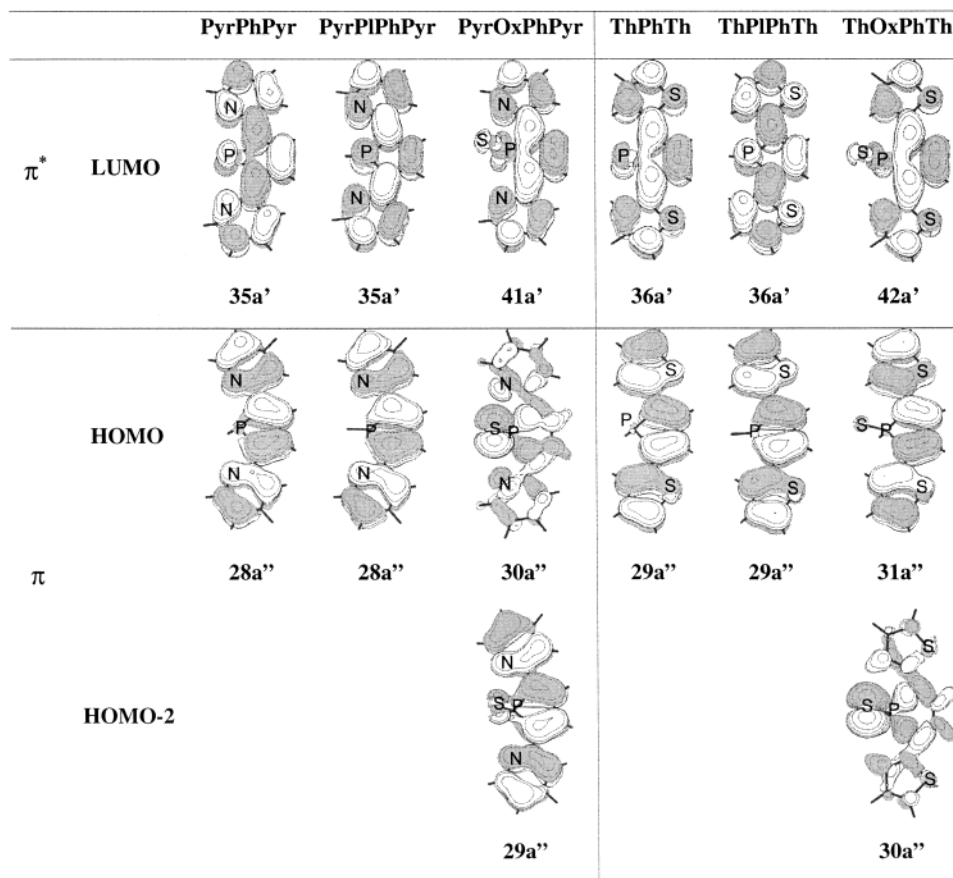 PyrPhPyr PyrPlPhPyr PyrOxPhPyr ThPhTh ThPlPhTh ThOxPhTh
N N N S S S
π* LUMO P P S P P P S P
N N N S S S
35a’ 35a’ 41a’ 36a’ 36a’ 42a’
N N N S S S
HOMO P P S P P P S P
N N N S S S
28a” 28a” 30a” 29a” 29a” 31a”
π
N S
HOMO-2 S P S P
N S
29a” 30a”